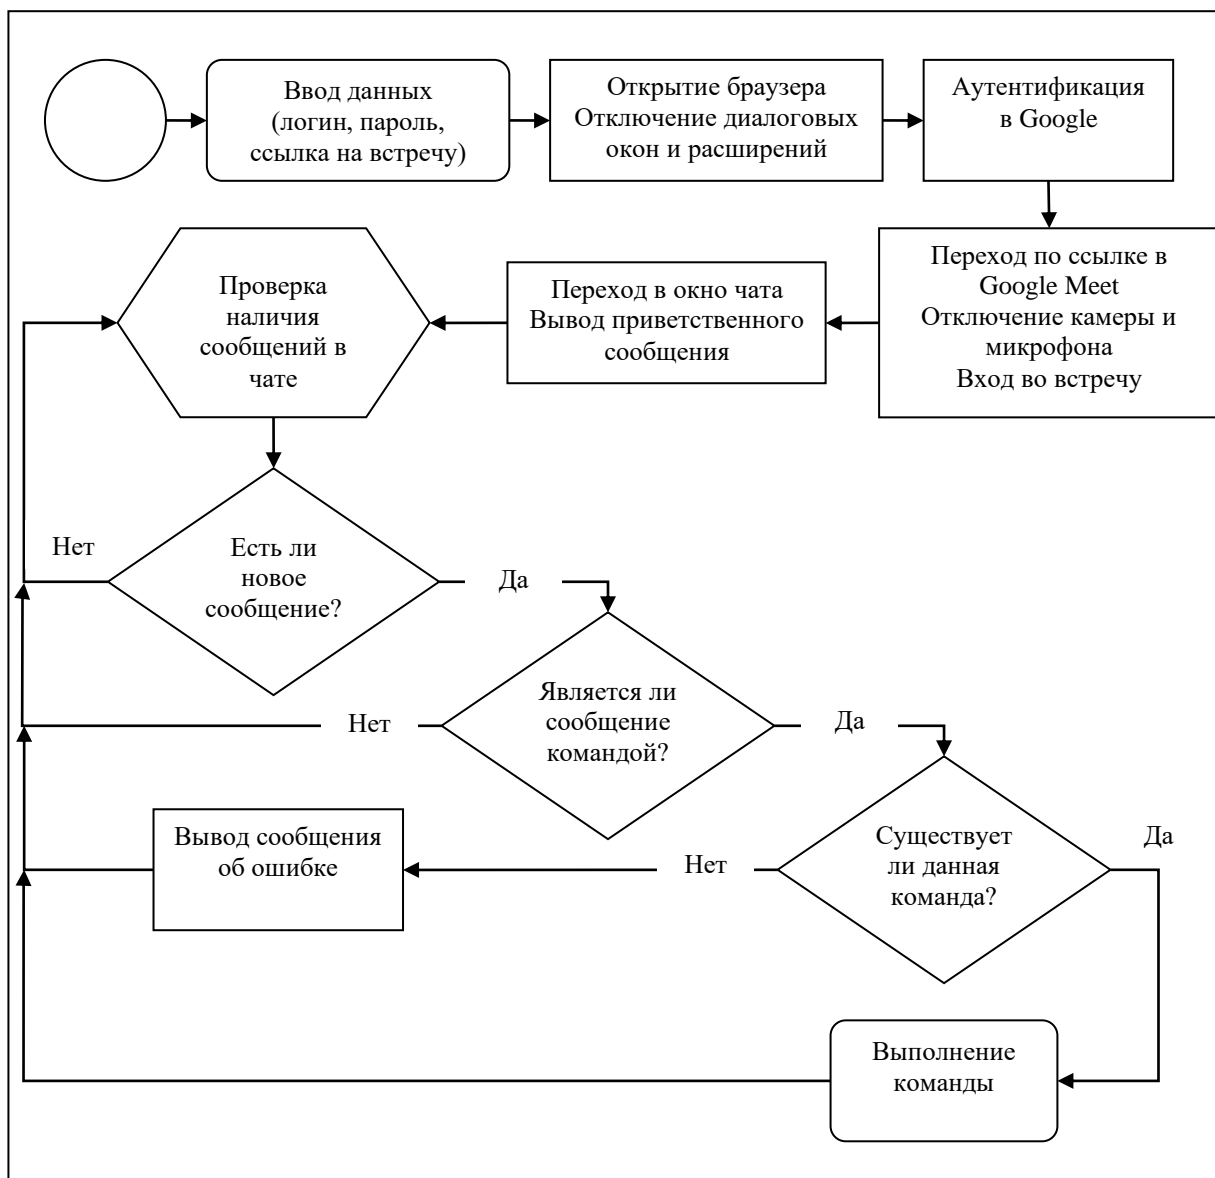 Ввод данных
(логин, пароль,
ссылка на встречу)
Открытие браузера
Отключение диалоговых
окон и расширений
Аутентификация
в Google
Переход по ссылке в
Google Meet
Отключение камеры и
микрофона
Вход во встречу
Переход в окно чата
Вывод приветственного
сообщения
Проверка
наличия
сообщений в
чате
Есть ли
новое
сообщение?
Нет
Да
Является ли
сообщение
командой?
Нет
Да
Существует
ли данная
команда?
Нет
Да
Вывод сообщения
об ошибке
Выполнение
команды